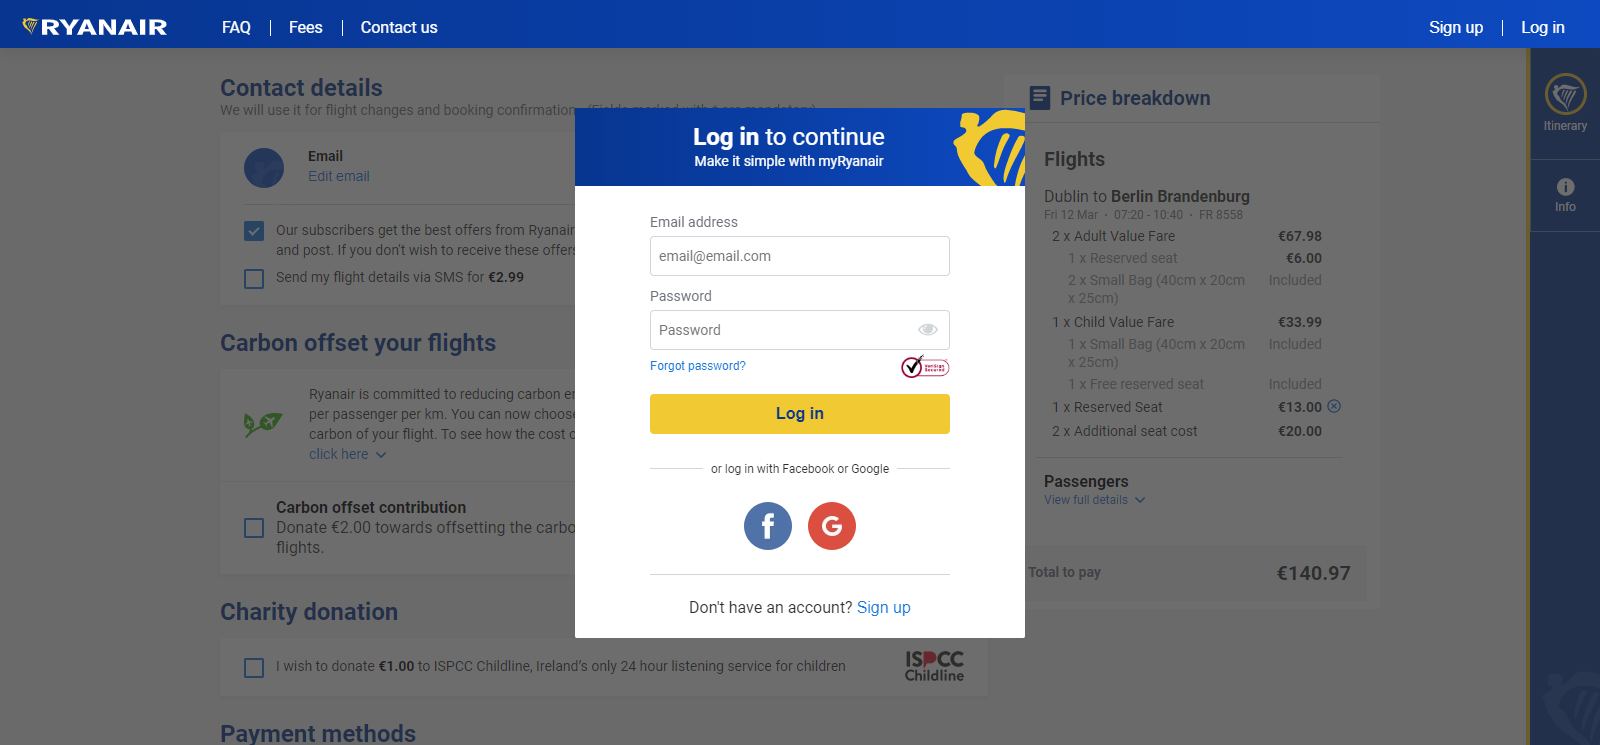 RYANAIR
FAQ
Fees
Contact us
Sign up
Log in
Contact details
We will use it for flight changes and booking confirmation. (Fields marked with * are mandatory)
Email
Edit email
Our subscribers get the best offers from Ryanair
and post. If you don't wish to receive these offers
Send my flight details via SMS for €2.99
Carbon offset your flights
Ryanair is committed to reducing carbon
per passenger per km. You can now choose
carbon of your flight. To see how the cost
click here
Carbon offset contribution
Donate €2.00 towards offsetting the carbo
flights.
Charity donation
I wish to donate €1.00 to ISPCC Childline, Ireland's only 24 hour listening service for children
ISPCC
Childline
Payment methods
Log in to continue
Make it simple with myRyanair
Email address
email@email.com
Password
Password
Forgot password?
VeriSign
Secured
Log in
or log in with Facebook or Google
f
G
Don't have an account? Sign up
Price breakdown
Flights
Dublin to Berlin Brandenburg
Fri 12 Mar · 07:20 - 10:40 · FR 8558
2 x Adult Value Fare €67.98
1 x Reserved seat €6.00
2 x Small Bag (40cm x 20cm Included
x 25cm)
1 x Child Value Fare €33.99
1 x Small Bag (40cm x 20cm Included
x 25cm)
1 x Free reserved seat Included
1 x Reserved Seat €13.00
2 x Additional seat cost €20.00
Passengers
View full details
Total to pay €140.97
Itinerary
Info